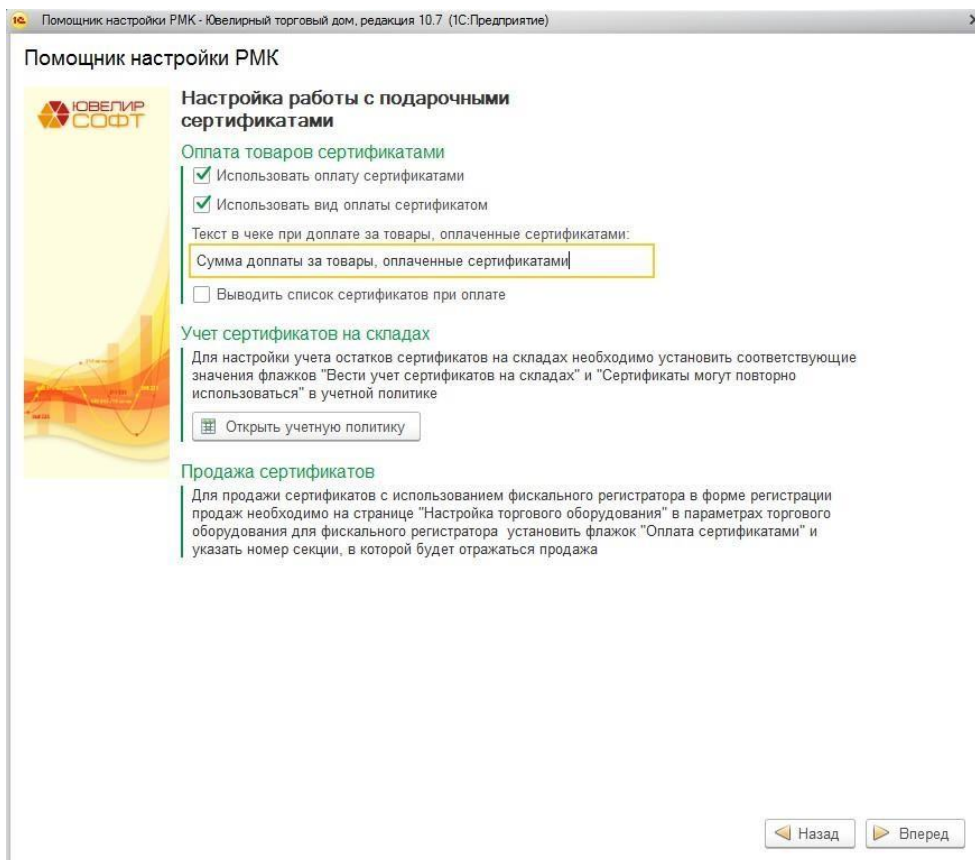 Помощник настройки РМК - Ювелирный торговый дом, редакция 10.7 (1С:Предприятие)
Помощник настройки РМК
ЮВЕЛИР
СОФТ
Настройка работы с подарочными
сертификатами
Оплата товаров сертификатами
Использовать оплату сертификатами
Использовать вид оплаты сертификатом
Текст в чеке при доплате за товары, оплаченные сертификатами:
Сумма доплаты за товары, оплаченные сертификатами
Выводить список сертификатов при оплате
Учет сертификатов на складах
Для настройки учета остатков сертификатов на складах необходимо установить соответствующие
значения флажков "Вести учет сертификатов на складах" и "Сертификаты могут повторно
использоваться" в учетной политике
Открыть учетную политику
Продажа сертификатов
Для продажи сертификатов с использованием фискального регистратора в форме регистрации
продаж необходимо на странице "Настройка торгового оборудования" в параметрах торгового
оборудования для фискального регистратора установить флажок "Оплата сертификатами" и
указать номер секции, в которой будет отражаться продажа
Назад
Вперед